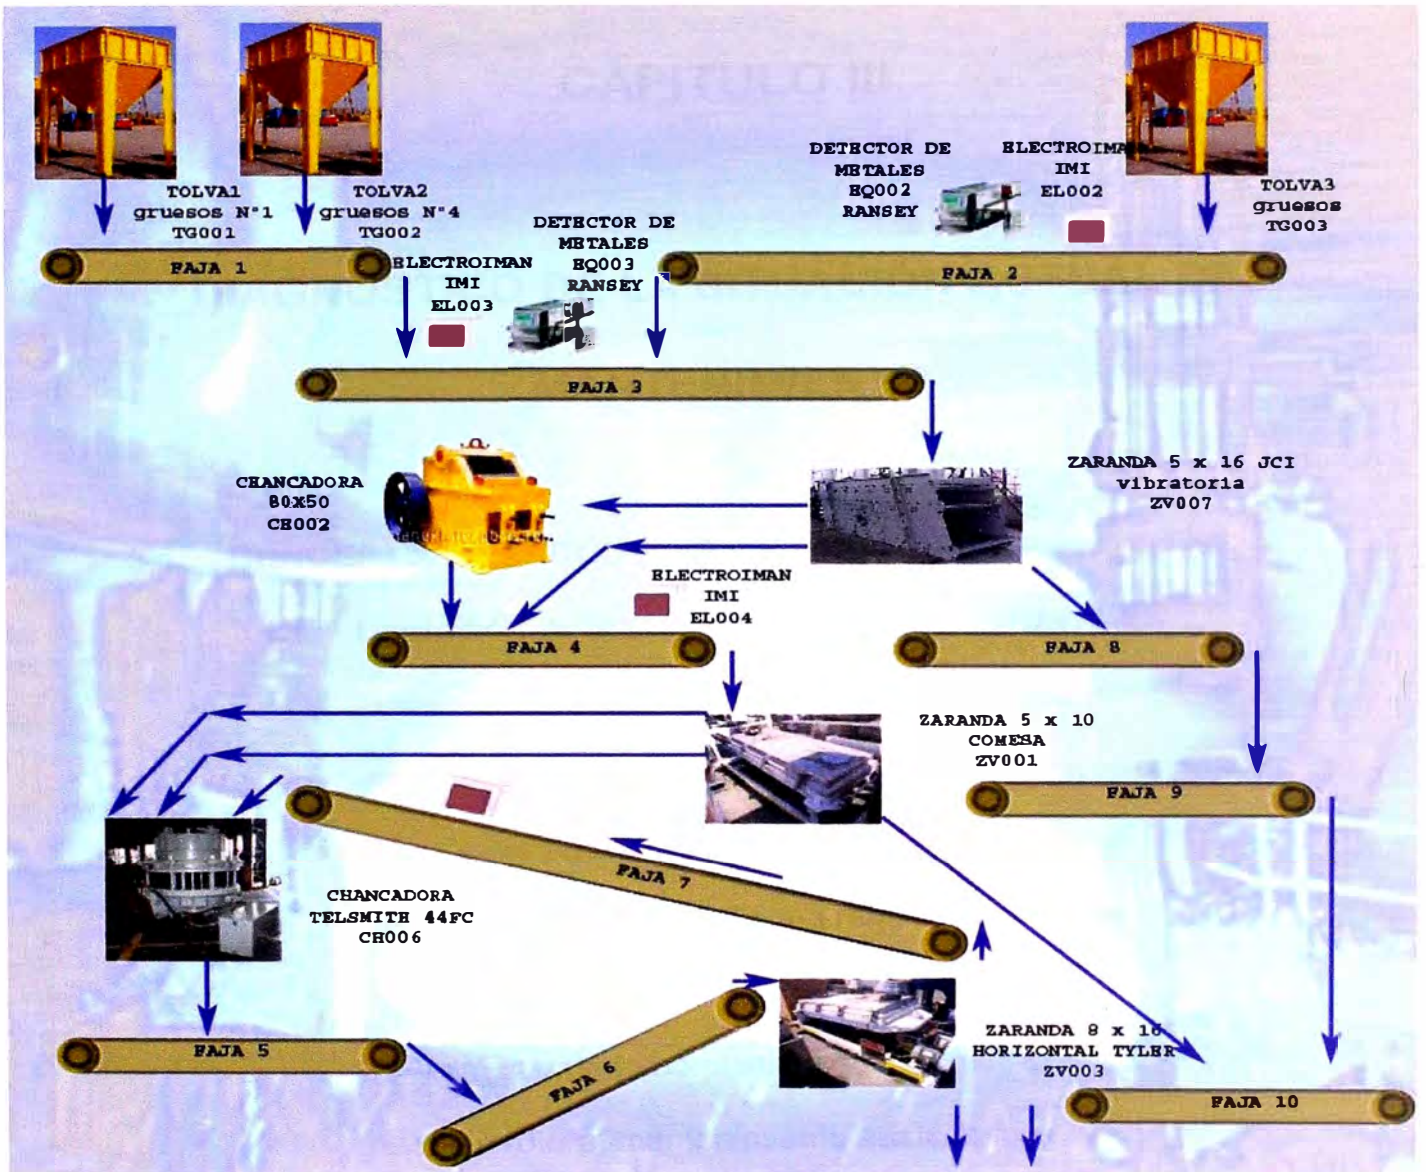 TOLVA1
gruesos N°1
TG001
TOLVA2
gruesos N°4
TG002
DETECTOR DE
METALES
EQ003
RANSEY
DETECTOR DE
METALES
EQ002
RANSEY
ELECTROIMAN
IMI
EL002
TOLVA3
gruesos
TG003
FAJA 1
ELECTROIMAN
IMI
EL003
FAJA 2
FAJA 3
CHANCADORA
80X50
CH002
ZARANDA 5 x 16 JCI
vibratoria
ZV007
ELECTROIMAN
IMI
EL004
FAJA 4
FAJA 8
ZARANDA 5 x 10
COMESA
ZV001
FAJA 9
FAJA 7
CHANCADORA
TELSMITH 44FC
CH006
ZARANDA 8 x 16
HORIZONTAL TYLER
ZV003
FAJA 5
FAJA 6
FAJA 10